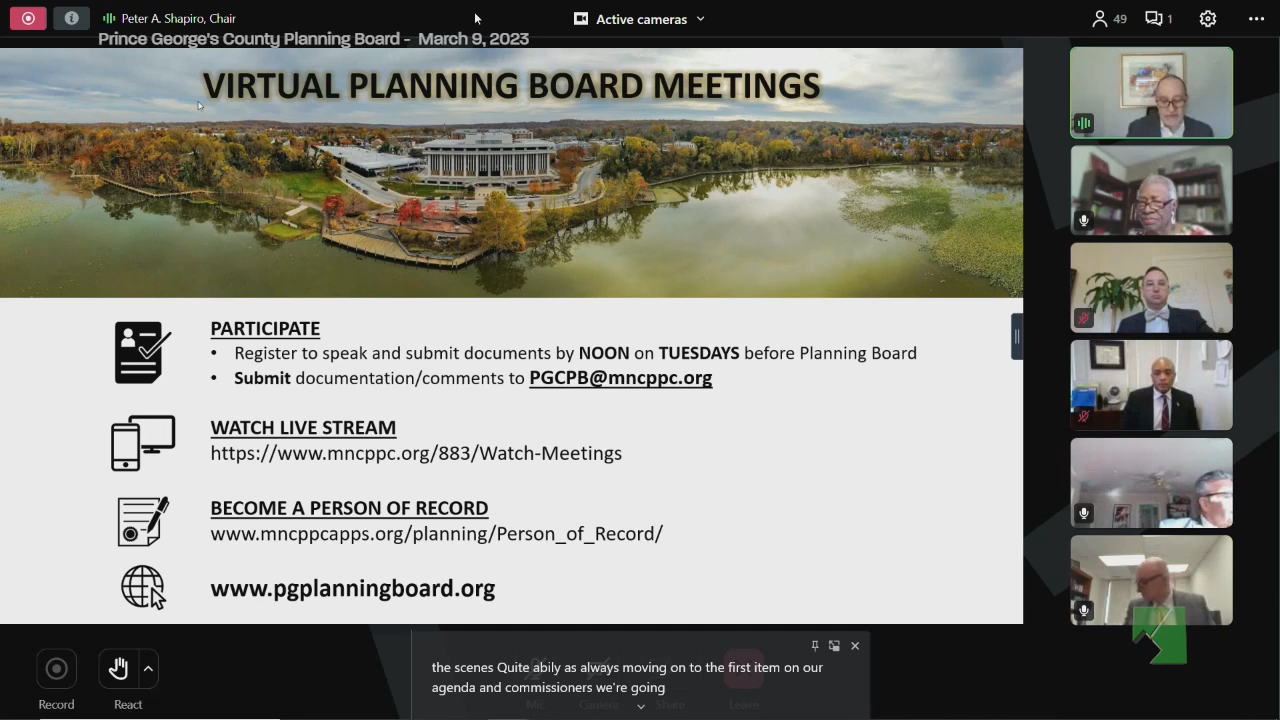 Peter A. Shapiro, Chair
Active cameras
49
1
Prince George's County Planning Board - March 9, 2023
VIRTUAL PLANNING BOARD MEETINGS
PARTICIPATE
• Register to speak and submit documents by NOON on TUESDAYS before Planning Board
• Submit documentation/comments to PGCPB@mncppc.org
WATCH LIVE STREAM
https://www.mncppc.org/883/Watch-Meetings
BECOME A PERSON OF RECORD
www.mncppcapps.org/planning/Person_of_Record/
www.pgplanningboard.org
the scenes Quite abily as always moving on to the first item on our
agenda and commissioners we're going
Record
React
Mic
Camera
Share
Leave